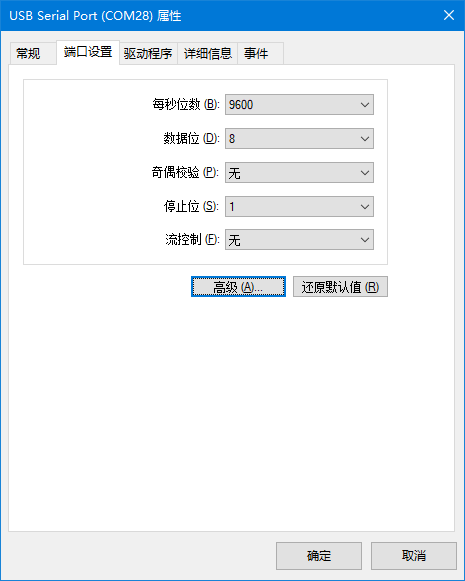 USB Serial Port (COM28) 属性
常规 端口设置 驱动程序 详细信息 事件
每秒位数 (B): 9600
数据位 (D): 8
奇偶校验 (P): 无
停止位 (S): 1
流控制 (F): 无
高级 (A)... 还原默认值 (R)
确定 取消